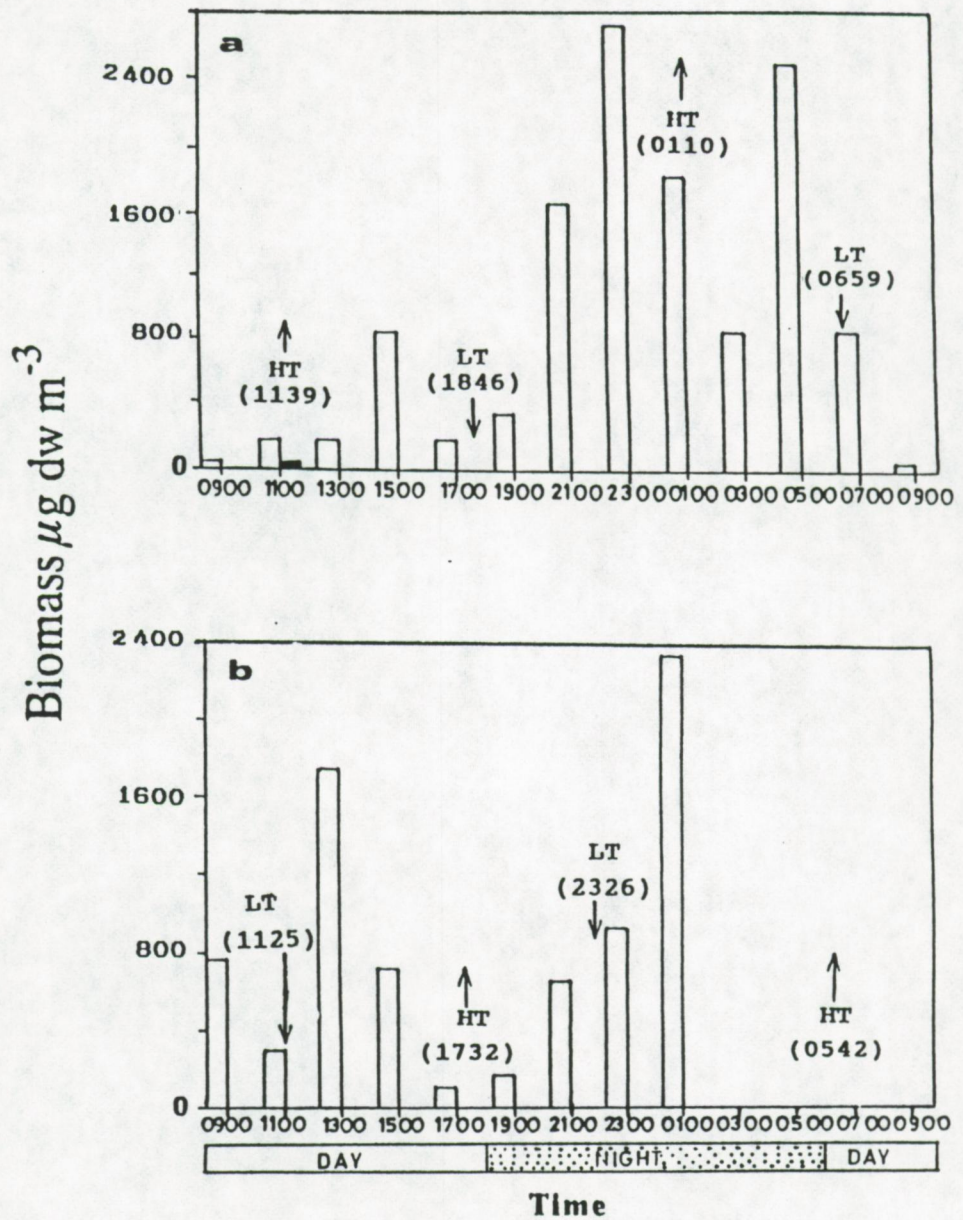 Biomass µg dw m-3
a
2400
1600
800
0
HT
(1139)
LT
(1846)
HT
(0110)
LT
(0659)
0900 1100 1300 1500 1700 1900 2100 2300 0100 0300 0500 0700 0900
b
2400
1600
800
0
LT
(1125)
HT
(1732)
LT
(2326)
HT
(0542)
0900 1100 1300 1500 1700 1900 2100 2300 0100 0300 0500 0700 0900
DAY NIGHT DAY
Time